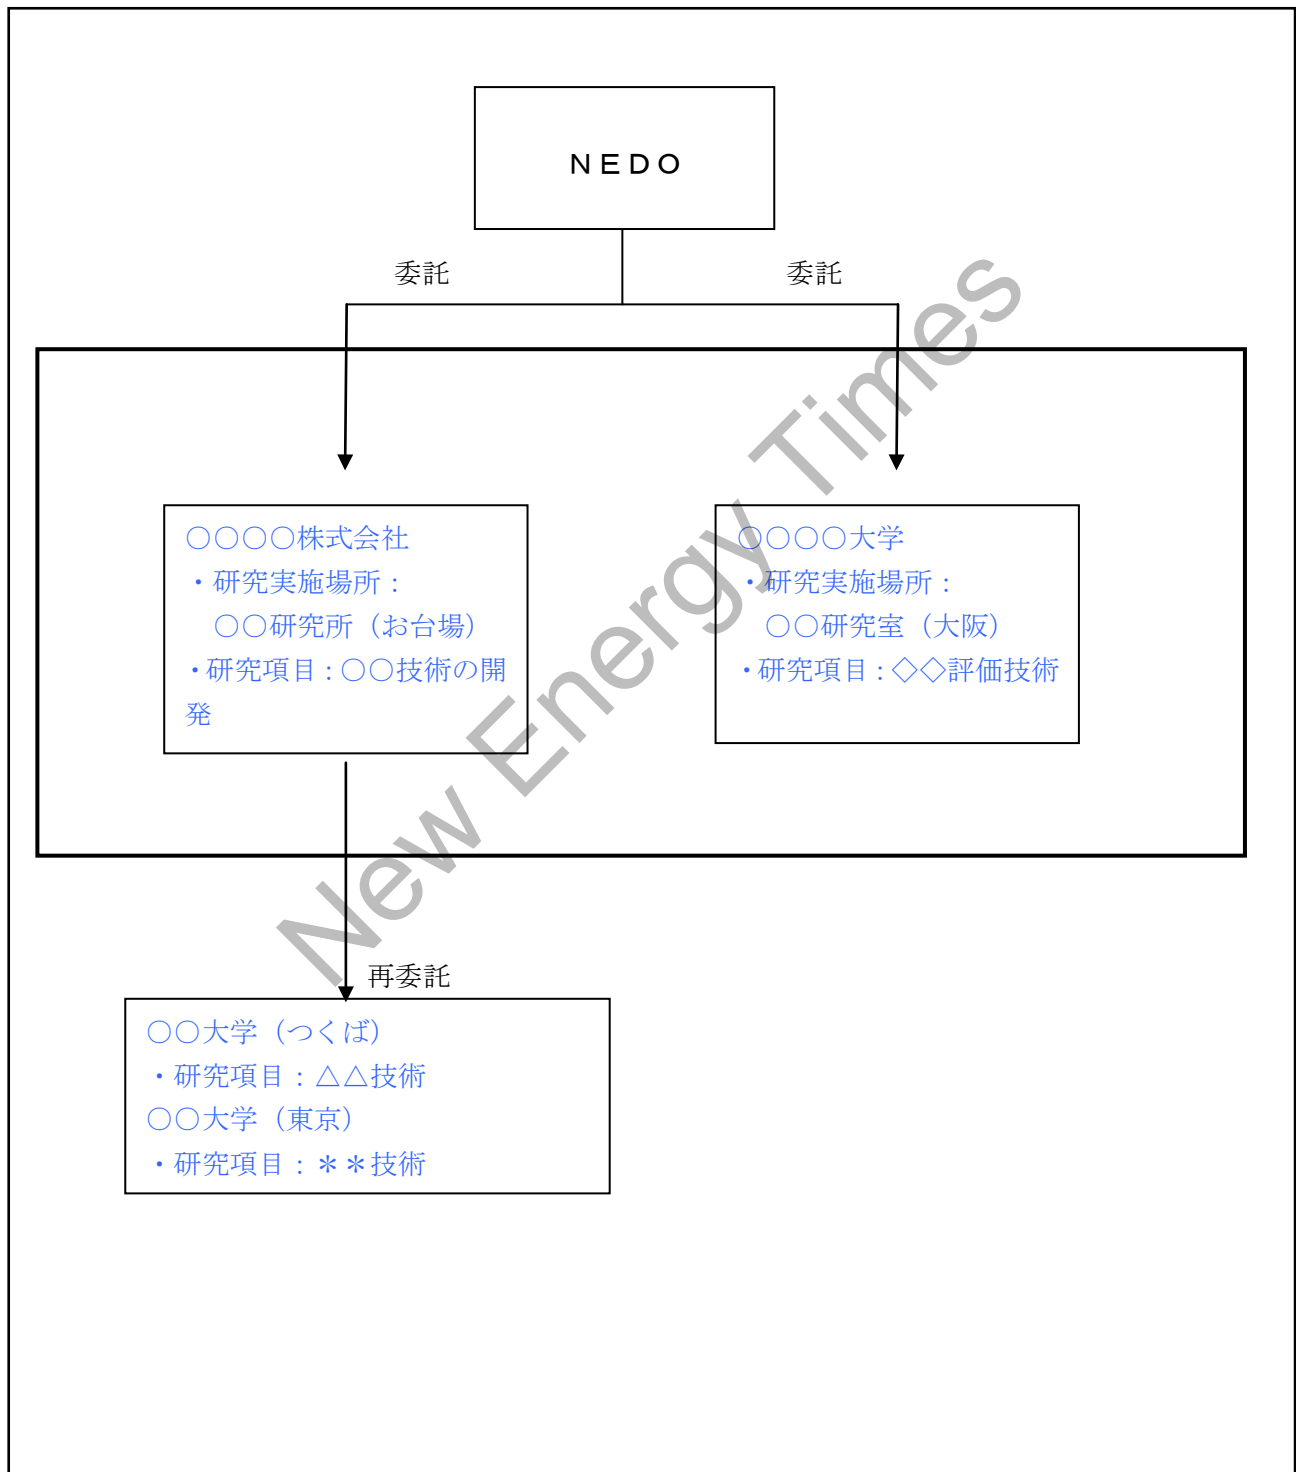 ＮＥＤＯ
委託
委託
○○○○株式会社
・研究実施場所：
○○研究所（お台場）
・研究項目：○○技術の開
発
○○○○大学
・研究実施場所：
○○研究室（大阪）
・研究項目：◇◇評価技術
再委託
○○大学（つくば）
・研究項目：△△技術
○○大学（東京）
・研究項目：＊＊技術
New Energy Times